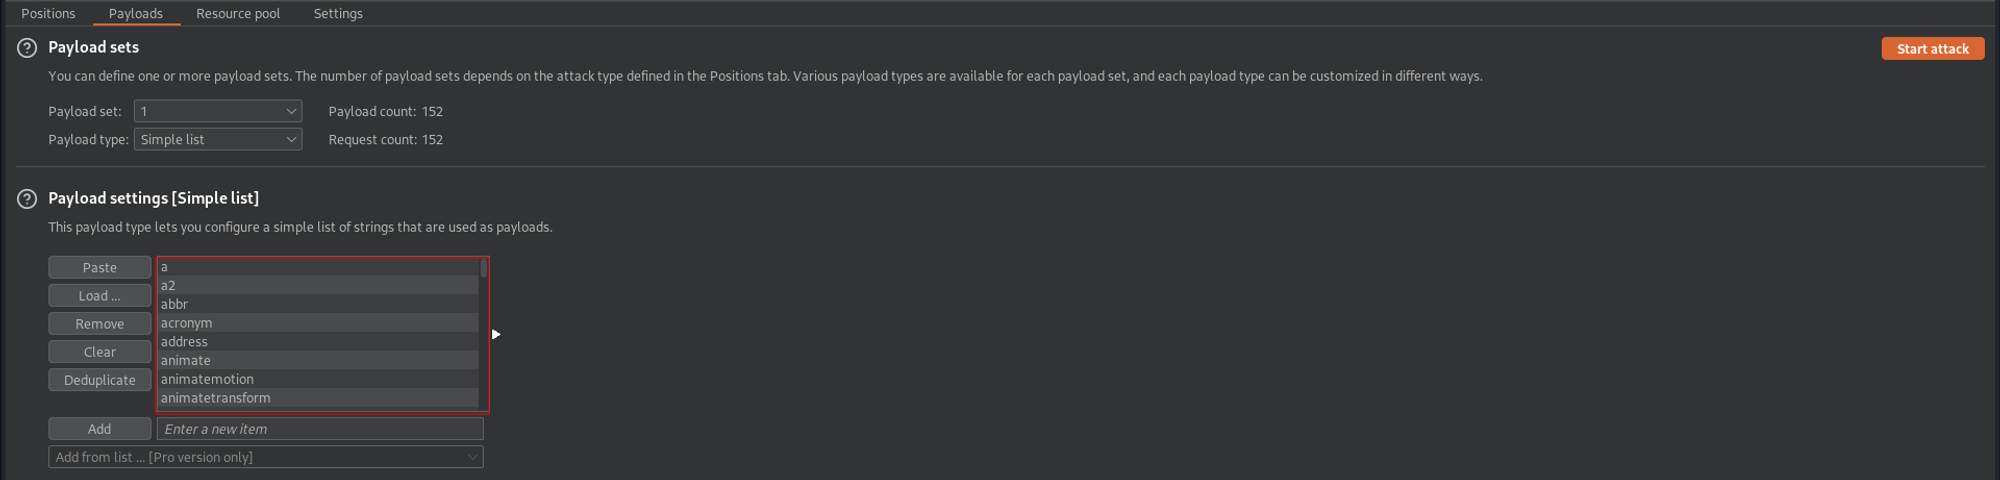 Positions Payloads Resource pool Settings
Payload sets
Start attack
You can define one or more payload sets. The number of payload sets depends on the attack type defined in the Positions tab. Various payload types are available for each payload set, and each payload type can be customized in different ways.
Payload set: 1 Payload count: 152
Payload type: Simple list Request count: 152
Payload settings [Simple list]
This payload type lets you configure a simple list of strings that are used as payloads.
Paste
Load ...
Remove
Clear
Deduplicate
a
a2
abbr
acronym
address
animate
animatemotion
animatetransform
Add Enter a new item
Add from list ... [Pro version only]